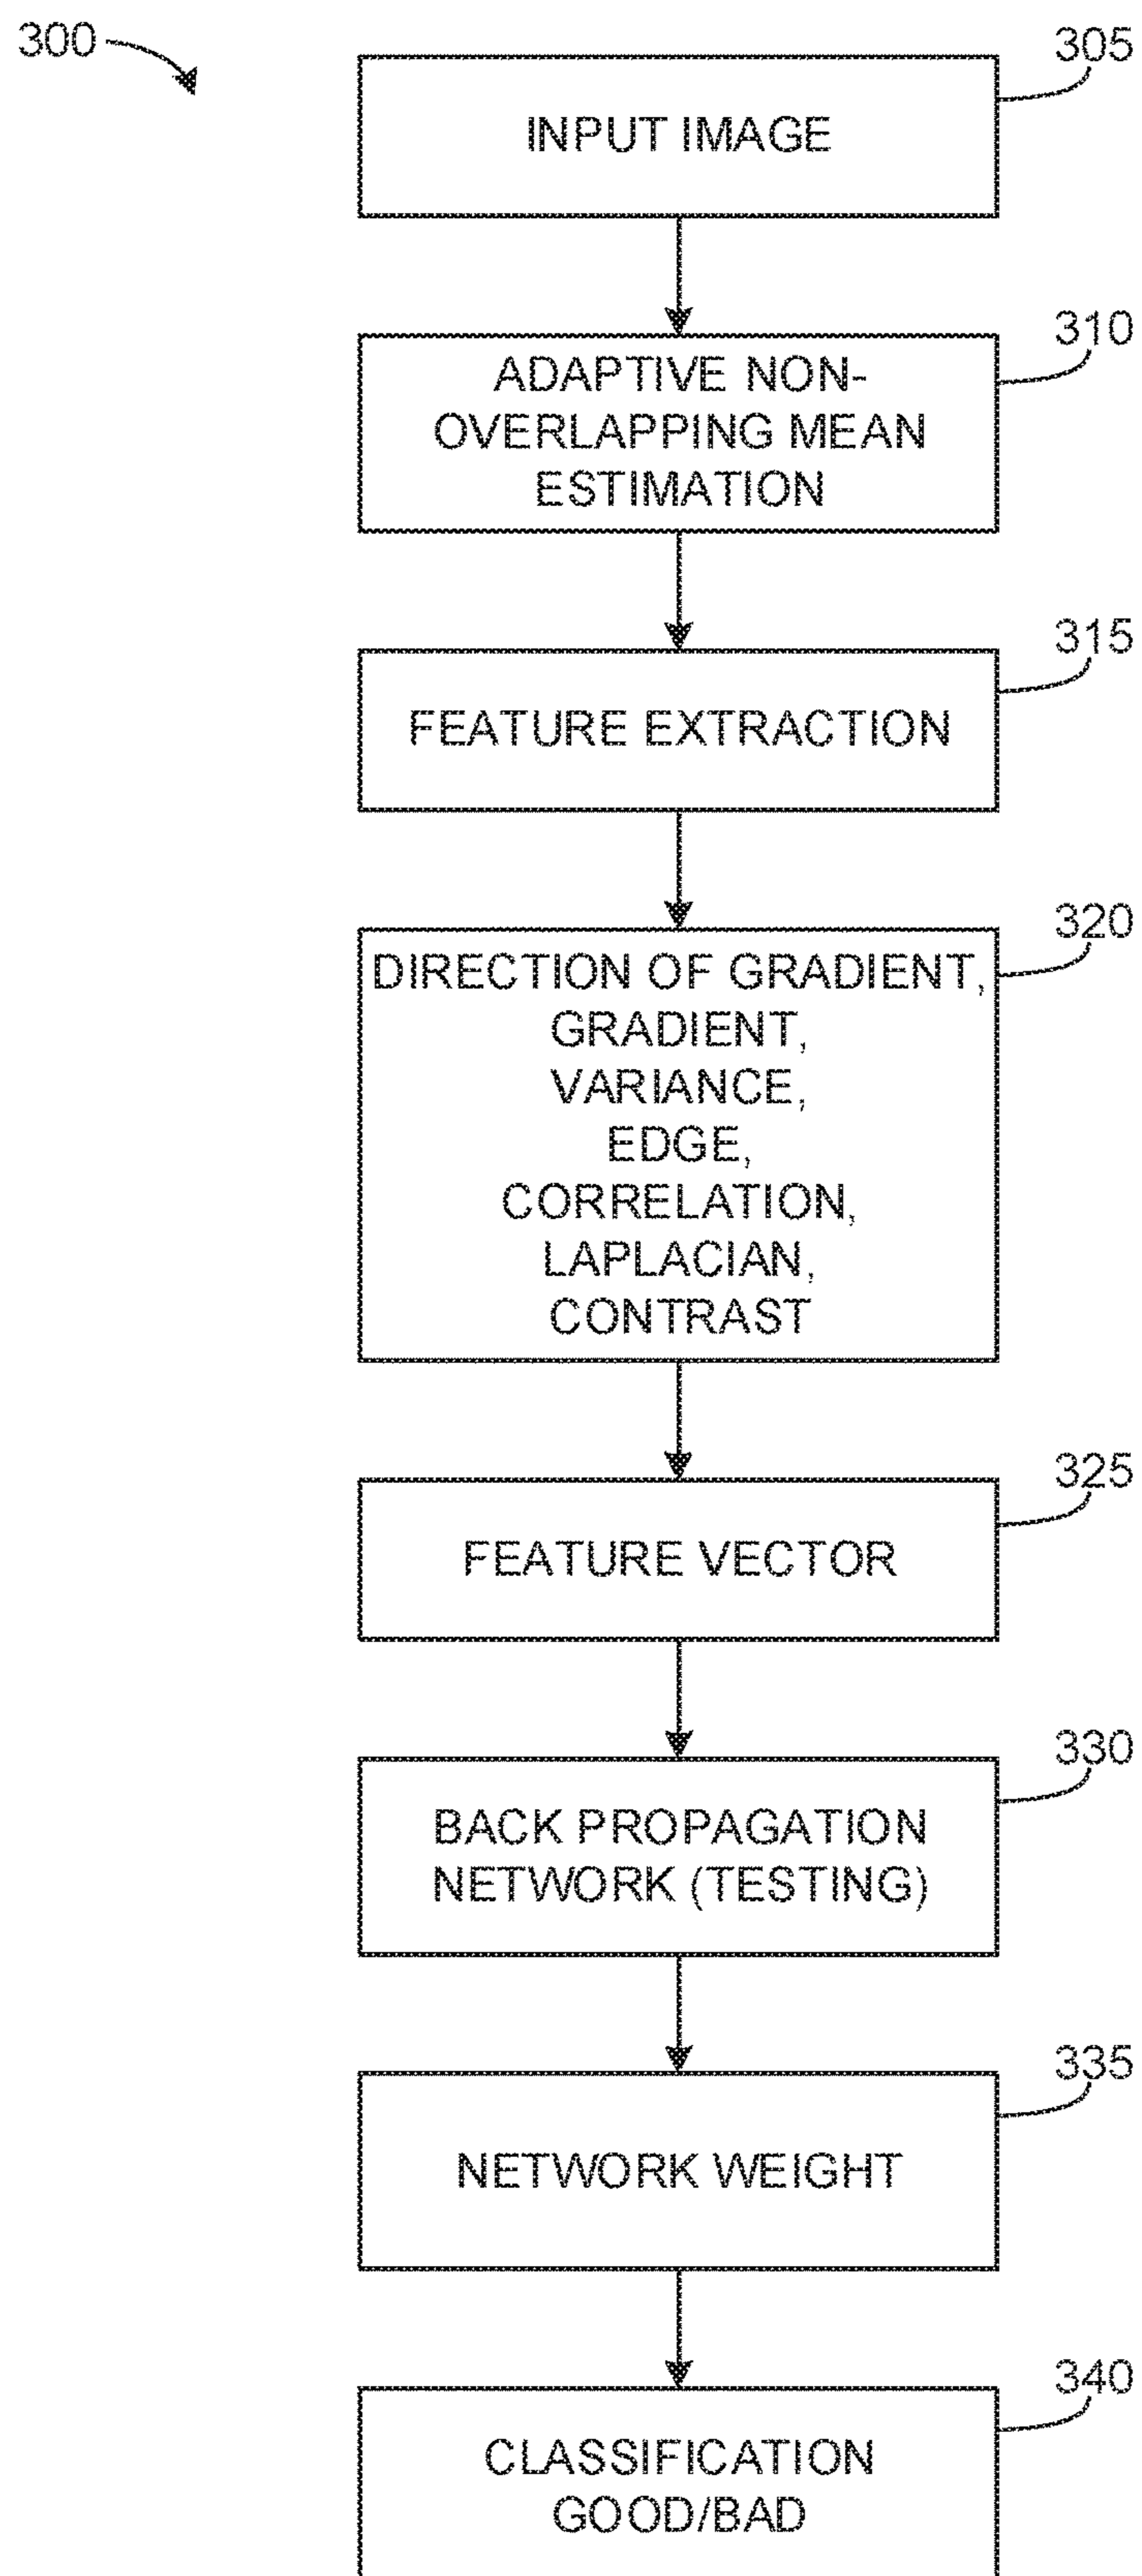 300
305
INPUT IMAGE
310
ADAPTIVE NON-
OVERLAPPING MEAN
ESTIMATION
315
FEATURE EXTRACTION
320
DIRECTION OF GRADIENT,
GRADIENT,
VARIANCE,
EDGE,
CORRELATION,
LAPLACIAN,
CONTRAST
325
FEATURE VECTOR
330
BACK PROPAGATION
NETWORK (TESTING)
335
NETWORK WEIGHT
340
CLASSIFICATION
GOOD/BAD